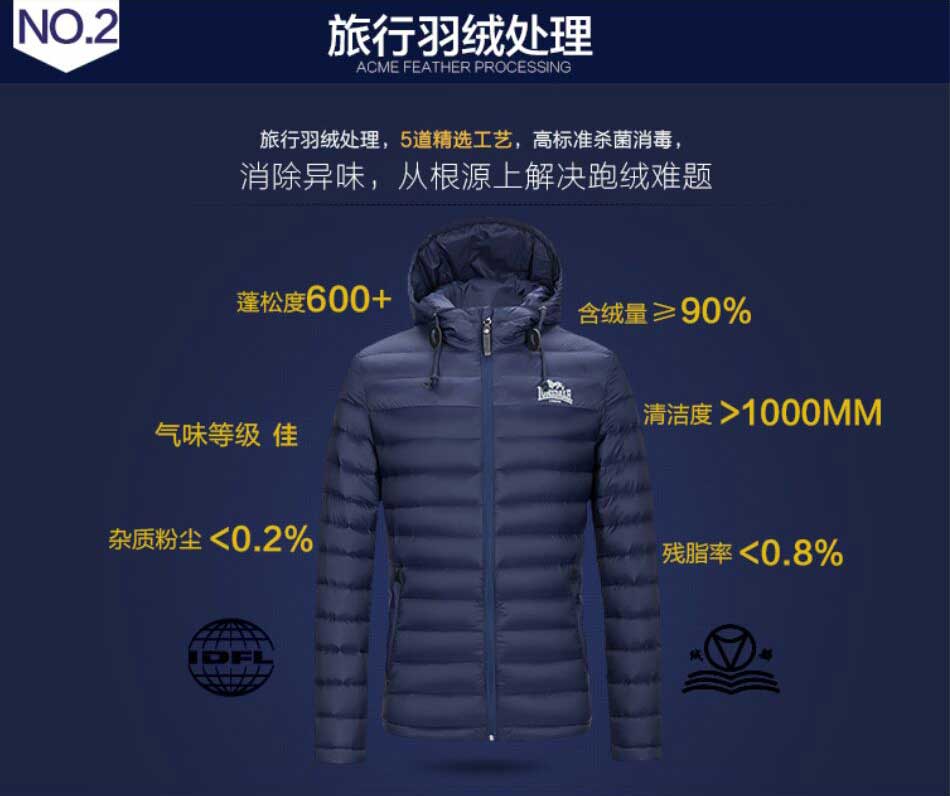 NO.2
旅行羽绒处理
ACME FEATHER PROCESSING
旅行羽绒处理，5道精选工艺，高标准杀菌消毒，
消除异味，从根源上解决跑绒难题
蓬松度600+
含绒量≥90%
LONSDALE
LONDON
清洁度>1000MM
气味等级 佳
杂质粉尘<0.2%
残脂率<0.8%
IDFL